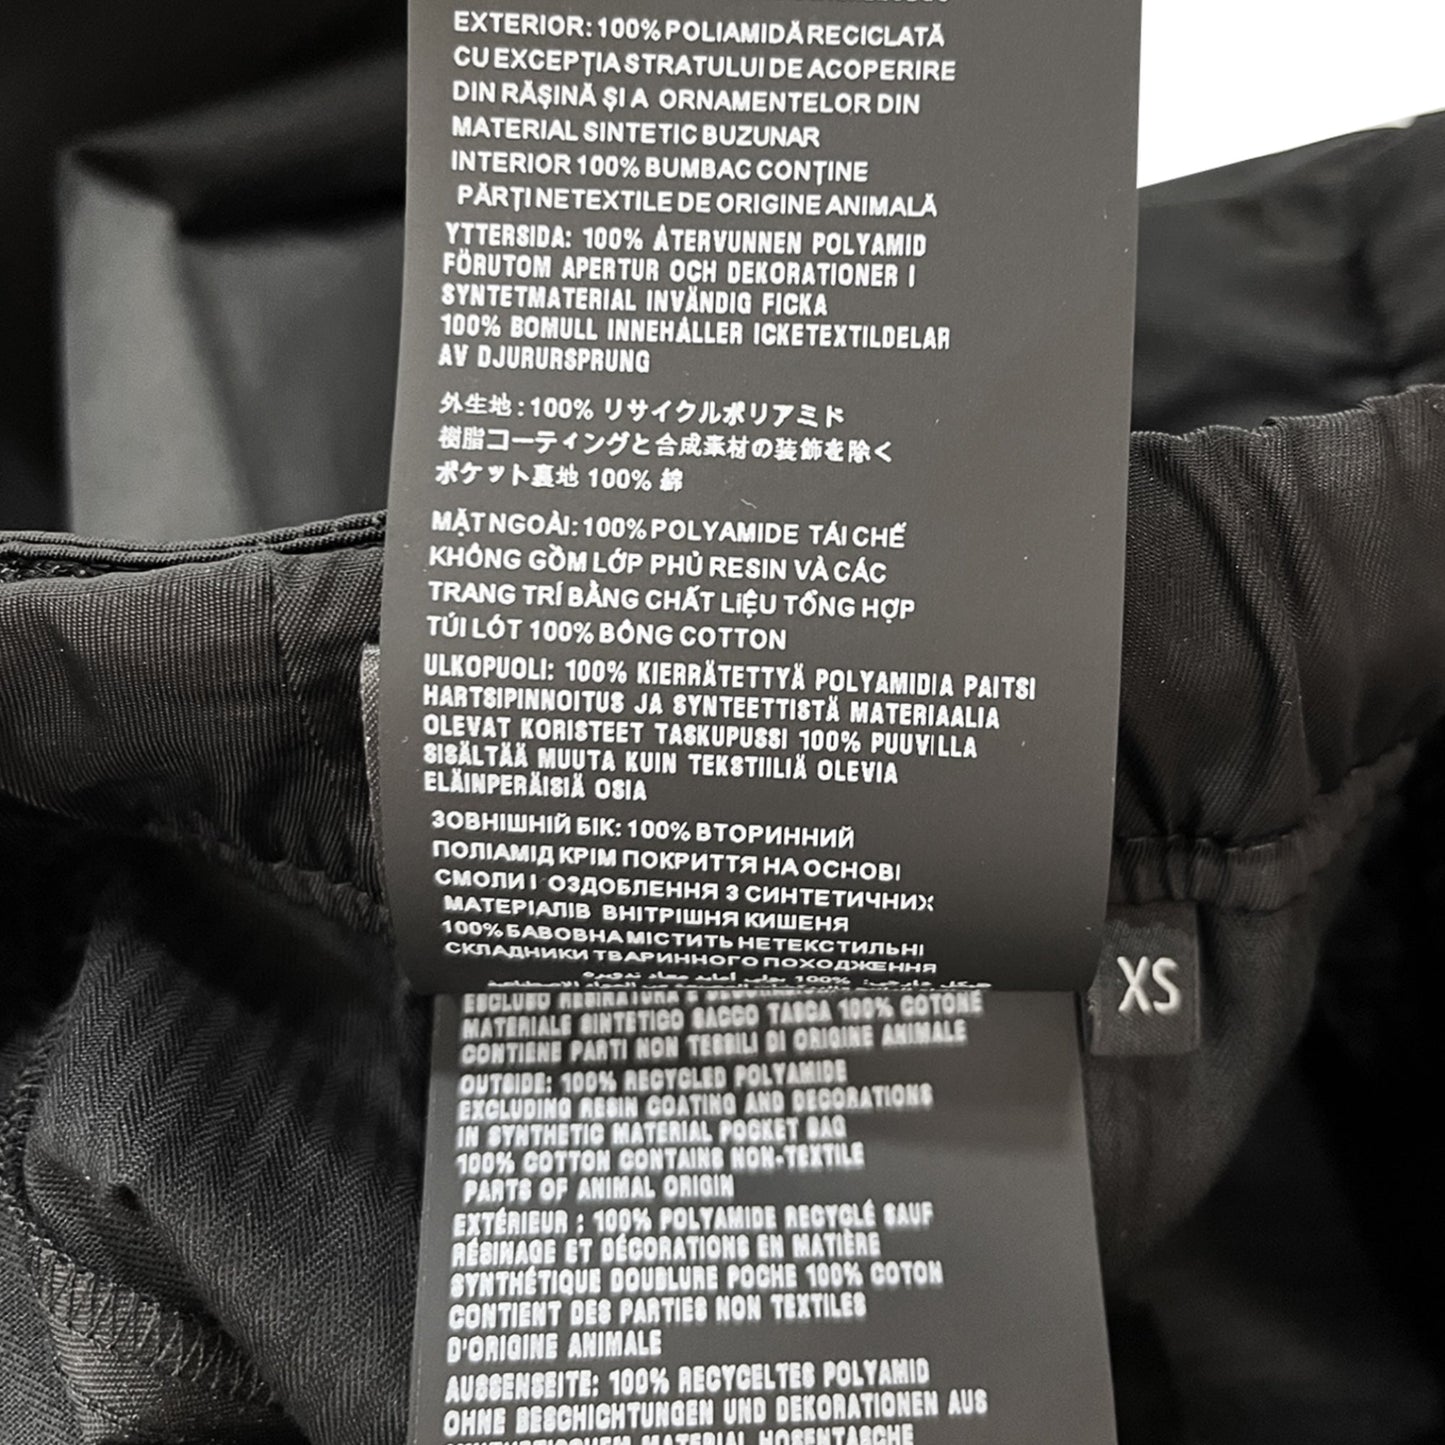 EXTERIOR: 100% POLIAMIDĂ RECICLATĂ
CU EXCEPȚIA STRATULUI DE ACOPERIRE
DIN RĂȘINĂ ȘI A ORNAMENTELOR DIN
MATERIAL SINTETIC BUZUNAR
INTERIOR 100% BUMBAC CONȚINE
PĂRȚI NETEXTILE DE ORIGINE ANIMALĂ
YTTERSIDA: 100% ÅTERVUNNEN POLYAMID
FÖRUTOM APERTUR OCH DEKORATIONER I
SYNTETMATERIAL INVÄNDIG FICKA
100% BOMULL INNEHÅLLER ICKETEXTILDELAR
AV DJURURSPRUNG
外生地: 100% リサイクルポリアミド
樹脂コーティングと合成素材の装飾を除く
ポケット裏地 100% 綿
MẶT NGOÀI: 100% POLYAMIDE TÁI CHẾ
KHÔNG GỒM LỚP PHỦ RESIN VÀ CÁC
TRANG TRÍ BẰNG CHẤT LIỆU TỔNG HỢP
TÚI LÓT 100% BÔNG COTTON
ULKOPUOLI: 100% KIERRÄTETTYÄ POLYAMIDIA PAITSI
HARTSIPINNOITUS JA SYNTEETTISTÄ MATERIAALIA
OLEVAT KORISTEET TASKUPUSSI 100% PUUVILLA
SISÄLTÄÄ MUUTA KUIN TEKSTIILIÄ OLEVIA
ELÄINPERÄISIÄ OSIA
ЗОВНІШНІЙ БІК: 100% ВТОРИННИЙ
ПОЛІАМІД КРІМ ПОКРИТТЯ НА ОСНОВІ
СМОЛИ І ОЗДОБЛЕННЯ З СИНТЕТИЧНИХ
МАТЕРІАЛІВ ВНІТРІШНЯ КИШЕНЯ
100% БАВОВНА МІСТИТЬ НЕТЕКСТИЛЬНІ
СКЛАДНИКИ ТВАРИННОГО ПОХОДЖЕННЯ
XS
ESCLUSO RESINATURA E
MATERIALE SINTETICO SACCO TASCA 100% COTONE
CONTIENE PARTI NON TESSILI DI ORIGINE ANIMALE
OUTSIDE: 100% RECYCLED POLYAMIDE
EXCLUDING RESIN COATING AND DECORATIONS
IN SYNTHETIC MATERIAL POCKET BAG
100% COTTON CONTAINS NON-TEXTILE
PARTS OF ANIMAL ORIGIN
EXTÉRIEUR : 100% POLYAMIDE RECYCLÉ SAUF
RÉSINAGE ET DÉCORATIONS EN MATIÈRE
SYNTHÉTIQUE DOUBLURE POCHE 100% COTON
CONTIENT DES PARTIES NON TEXTILES
D'ORIGINE ANIMALE
AUSSENSEITE: 100% RECYCELTES POLYAMID
OHNE BESCHICHTUNGEN UND DEKORATIONEN AUS
MATERIAL HOSENTASCHE